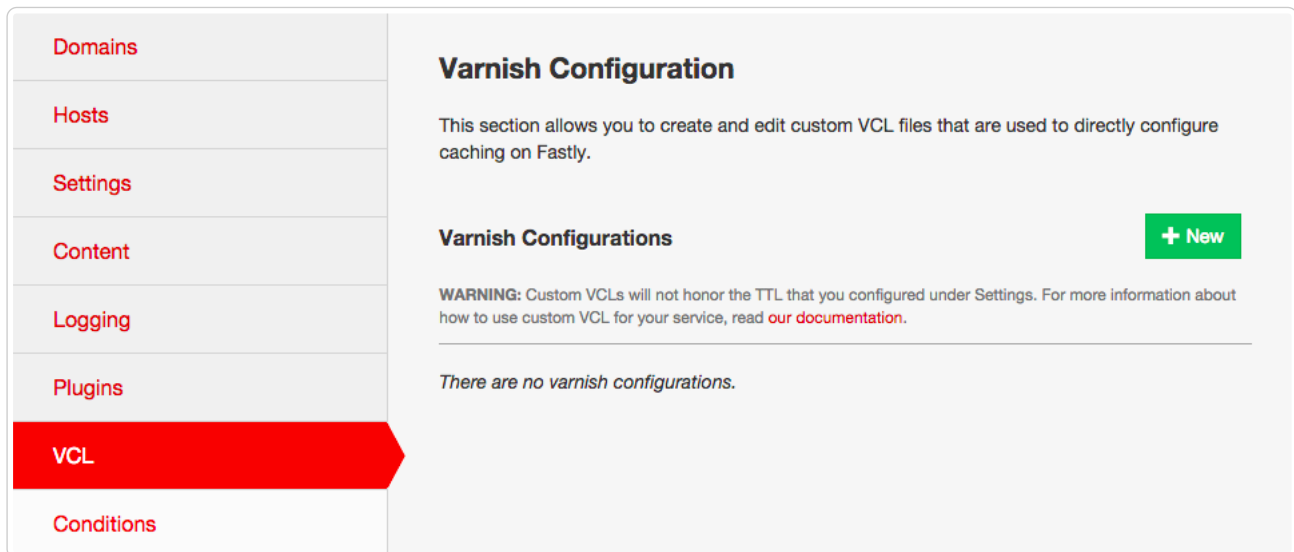 Domains
Hosts
Settings
Content
Logging
Plugins
VCL
Conditions
Varnish Configuration
This section allows you to create and edit custom VCL files that are used to directly configure
caching on Fastly.
Varnish Configurations
+ New
WARNING: Custom VCLs will not honor the TTL that you configured under Settings. For more information about
how to use custom VCL for your service, read our documentation.
There are no varnish configurations.